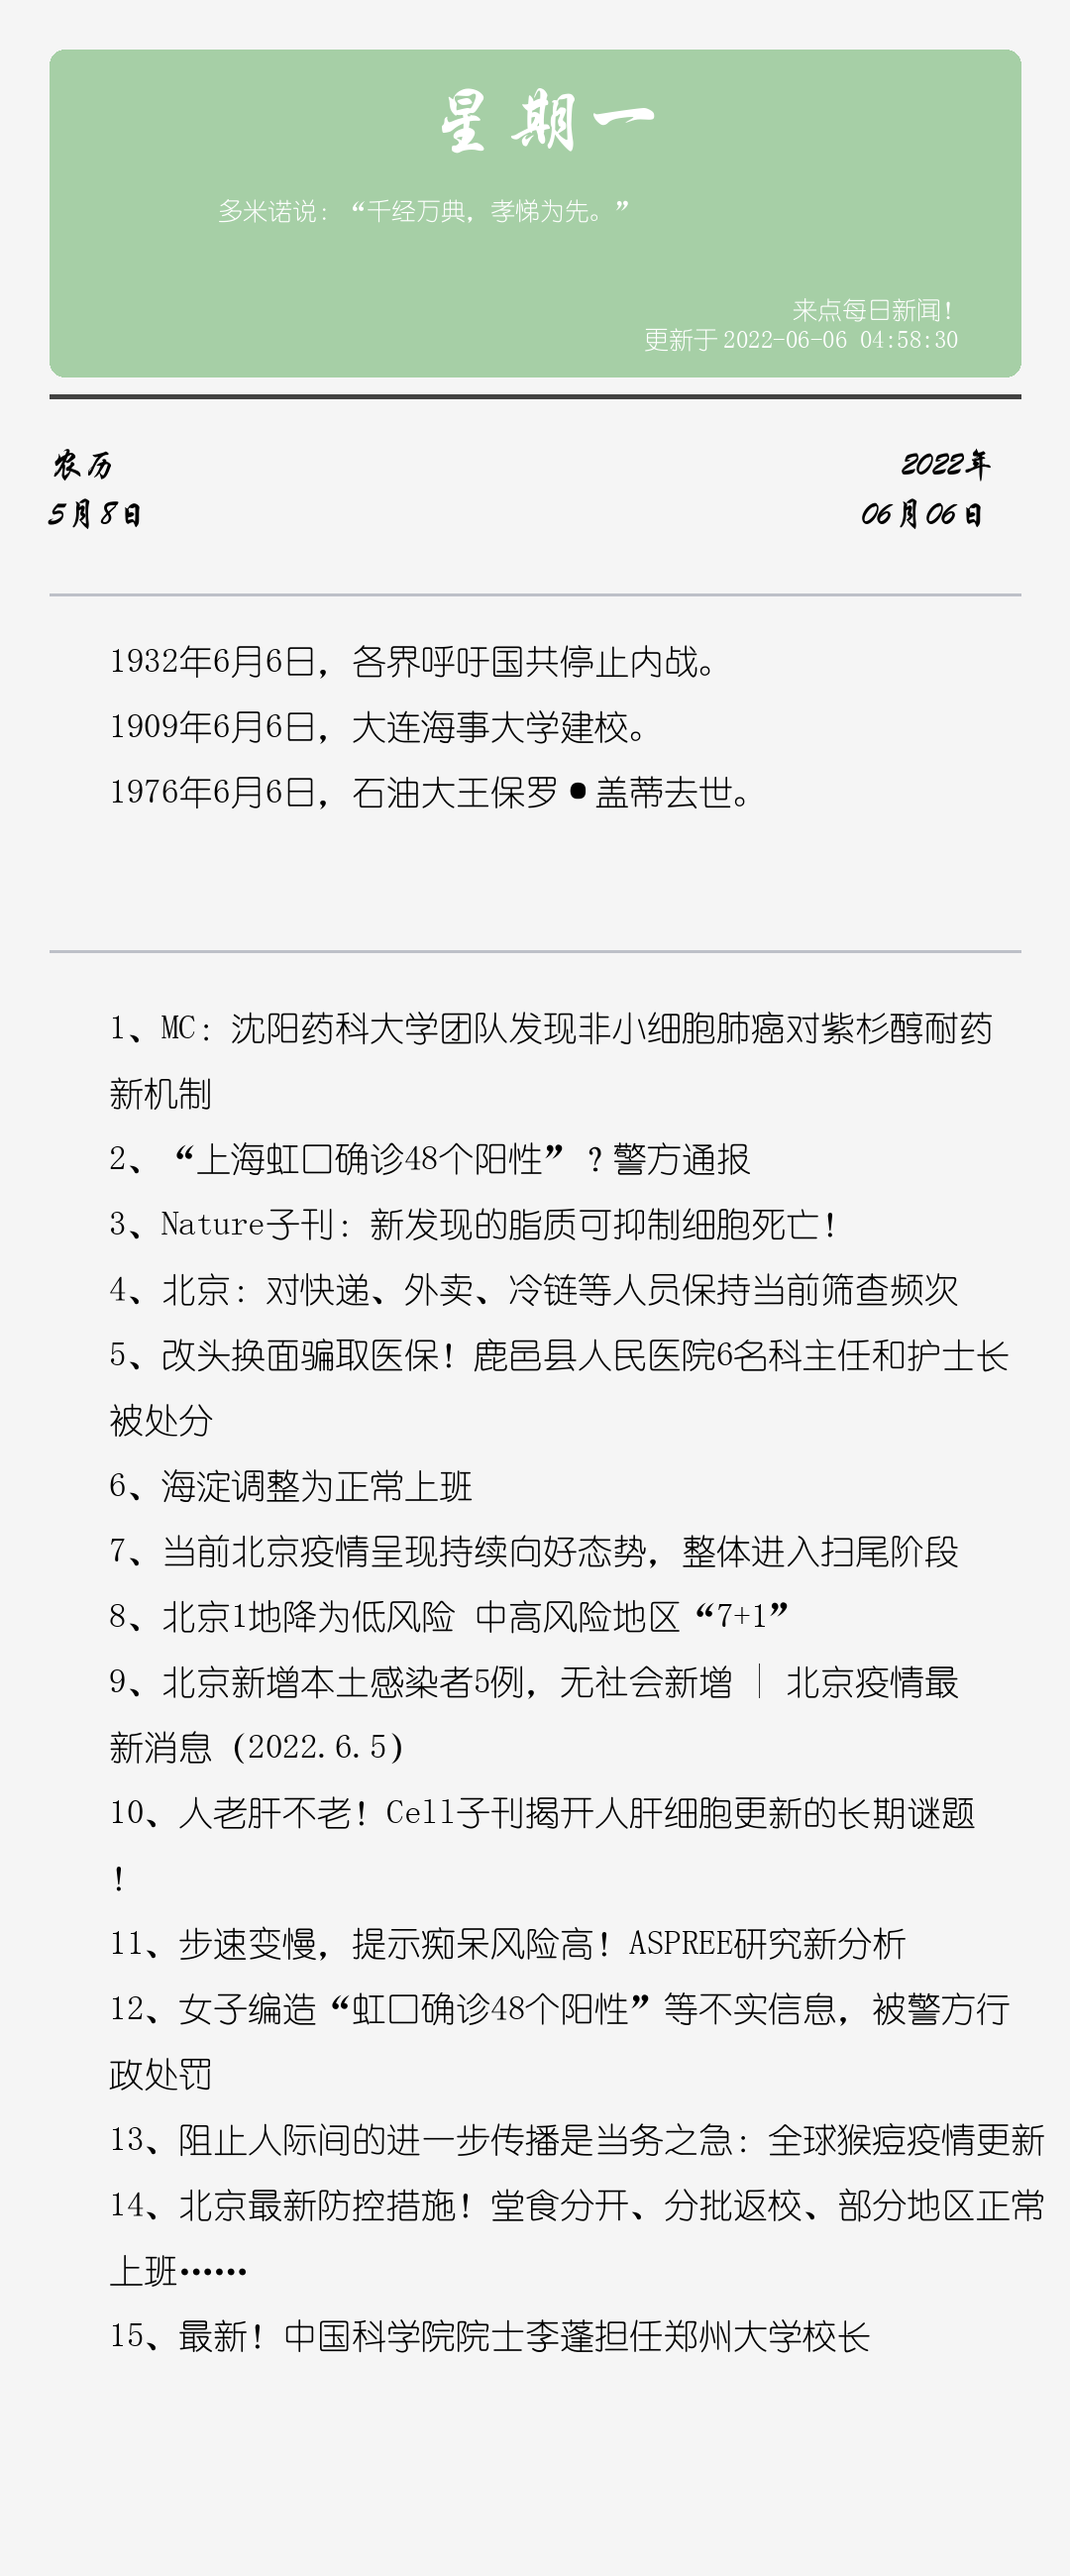 星期一
多米诺说：“千经万典，孝悌为先。”
来点每日新闻！
更新于 2022-06-06 04:58:30
农历
2022年
5月8日
06月06日
1932年6月6日，各界呼吁国共停止内战。
1909年6月6日，大连海事大学建校。
1976年6月6日，石油大王保罗•盖蒂去世。
1、MC：沈阳药科大学团队发现非小细胞肺癌对紫杉醇耐药
新机制
2、“上海虹口确诊48个阳性”？警方通报
3、Nature子刊：新发现的脂质可抑制细胞死亡！
4、北京：对快递、外卖、冷链等人员保持当前筛查频次
5、改头换面骗取医保！鹿邑县人民医院6名科主任和护士长
被处分
6、海淀调整为正常上班
7、当前北京疫情呈现持续向好态势，整体进入扫尾阶段
8、北京1地降为低风险 中高风险地区“7+1”
9、北京新增本土感染者5例，无社会新增 | 北京疫情最
新消息（2022.6.5）
10、人老肝不老！Cell子刊揭开人肝细胞更新的长期谜题
！
11、步速变慢，提示痴呆风险高！ASPREE研究新分析
12、女子编造“虹口确诊48个阳性”等不实信息，被警方行
政处罚
13、阻止人际间的进一步传播是当务之急：全球猴痘疫情更新
14、北京最新防控措施！堂食分开、分批返校、部分地区正常
上班……
15、最新！中国科学院院士李蓬担任郑州大学校长